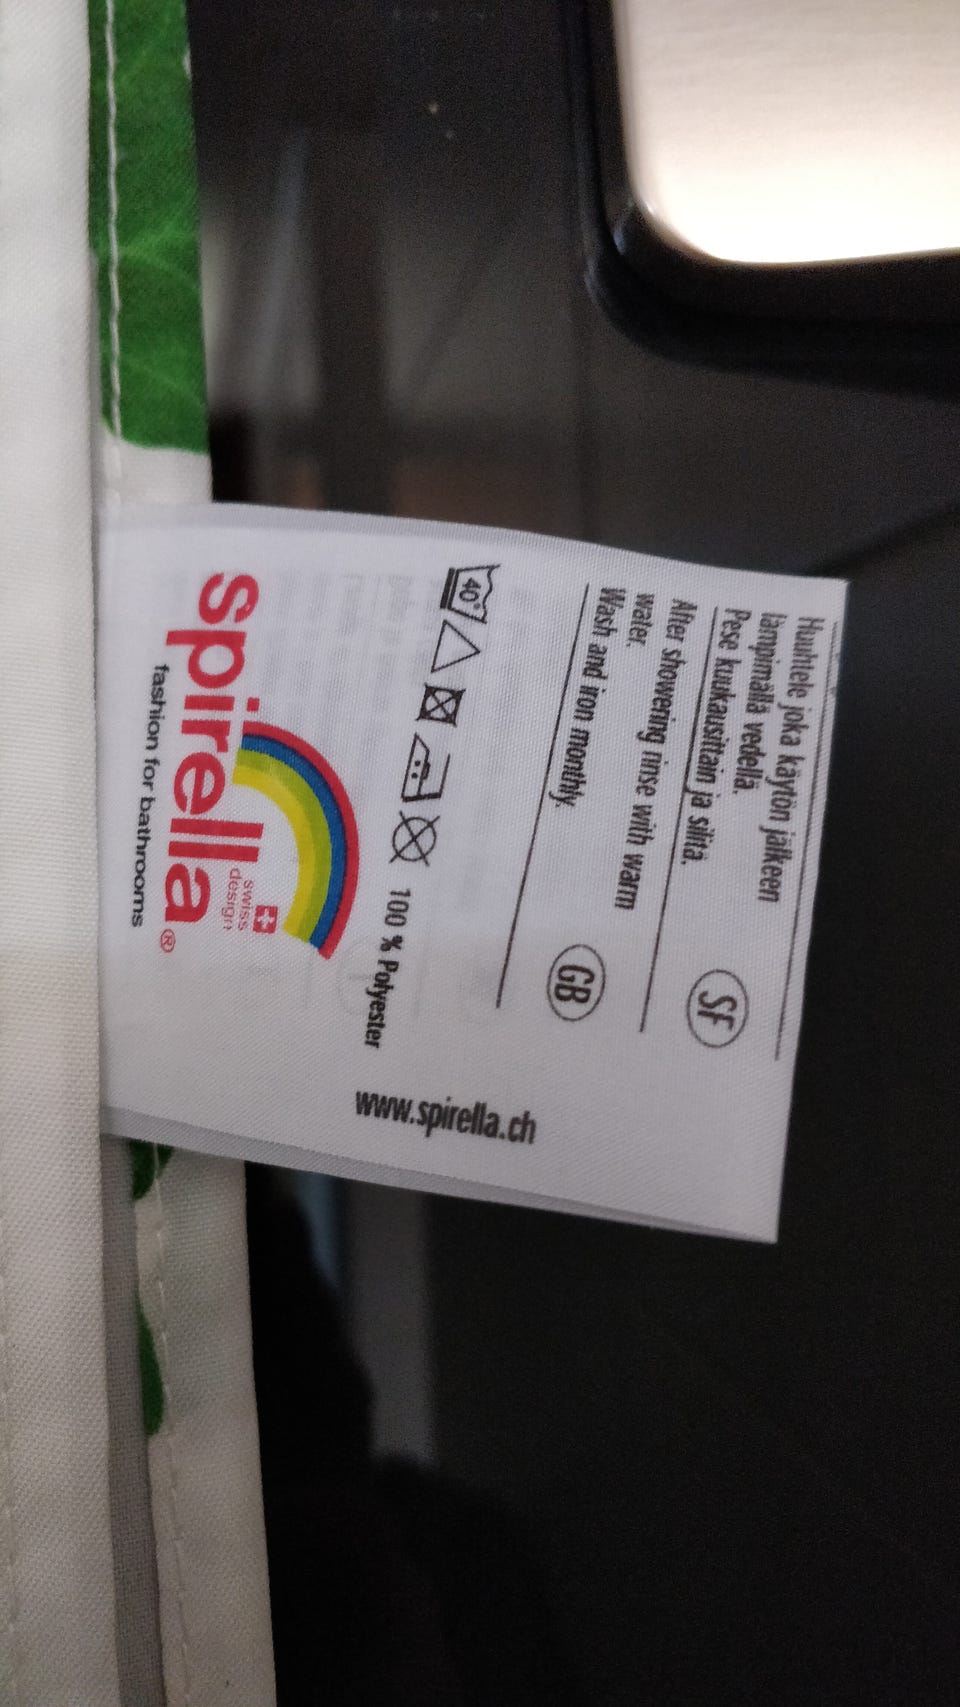 Huuhtele joka käytön jälkeen
lämpimällä vedellä.
Pese kuukausittain ja silitä.
SF
After showering rinse with warm
water.
Wash and iron monthly.
GB
40°
100 % Polyester
www.spirella.ch
spirella®
swiss
design
fashion for bathrooms